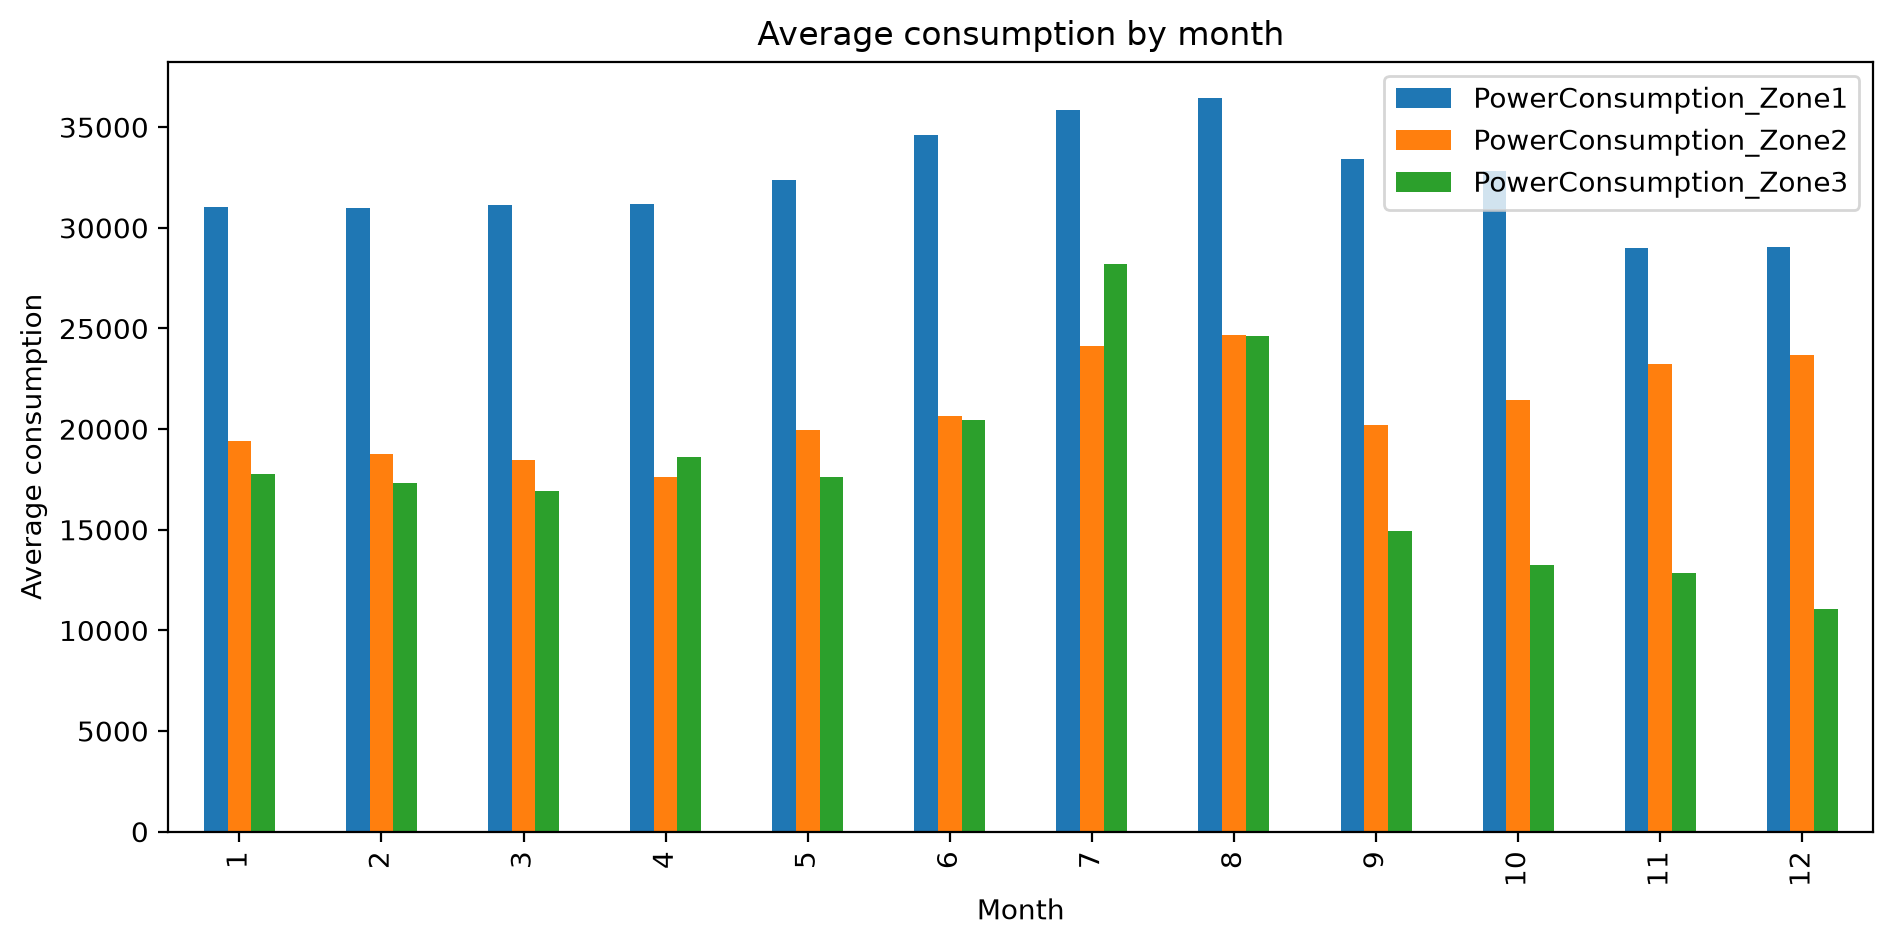 Average consumption by month
PowerConsumption_Zone1
PowerConsumption_Zone2
PowerConsumption_Zone3
Average consumption
35000
30000
25000
20000
15000
10000
5000
0
1 2 3 4 5 6 7 8 9 10 11 12
Month